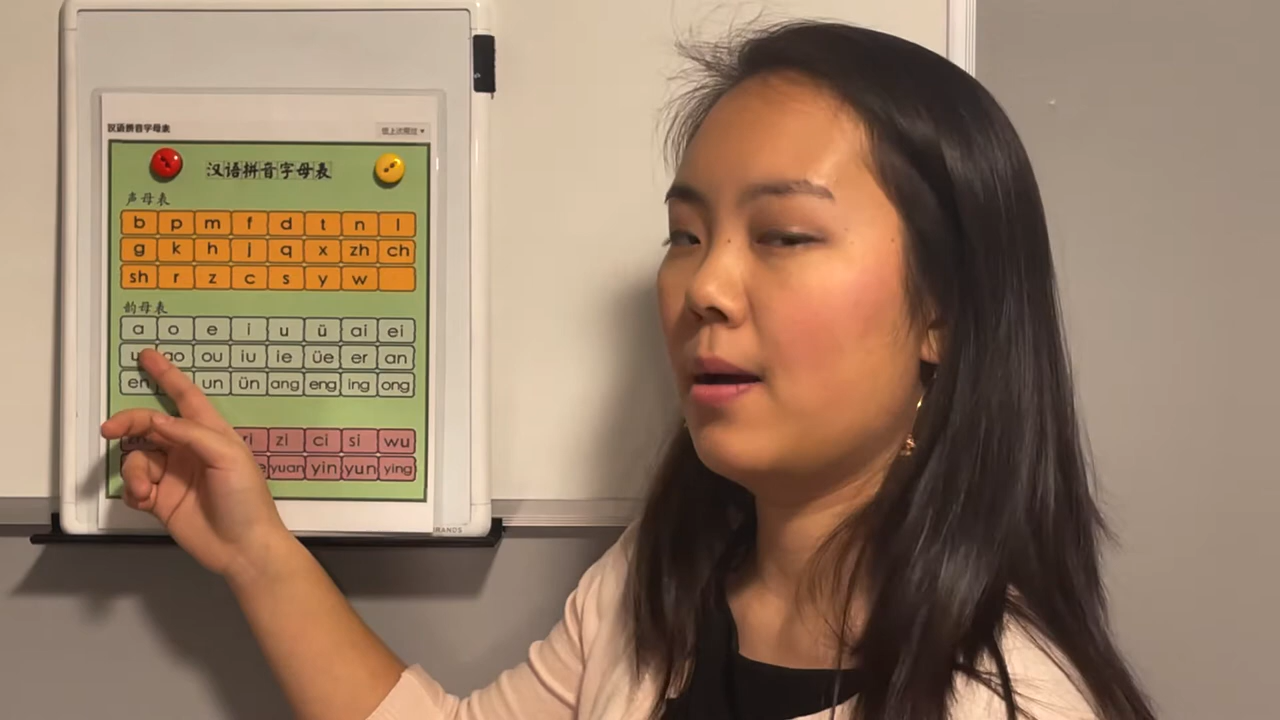 汉语拼音字母表
汉语拼音字母表
声母表
b p m f d t n l
g k h j q x zh ch
sh r z c s y w
韵母表
a o e i u ü ai ei
ao ou iu ie üe er an
en un ün ang eng ing ong
ri zi ci si wu
yuan yin yun ying
RANDS